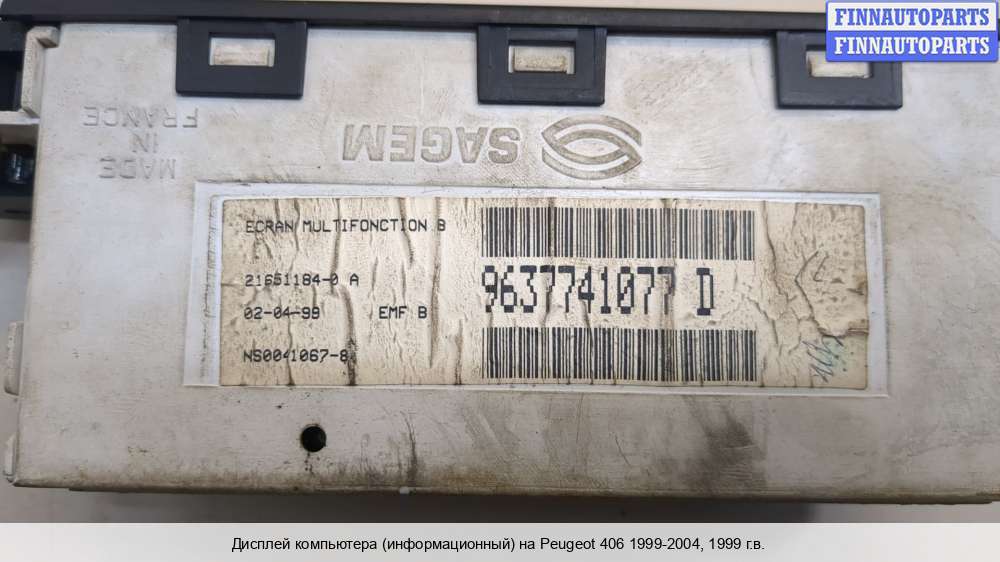 FINNAUTOPARTS
FINNAUTOPARTS
MADE
IN
FRANCE
SAGEM
ECRAN MULTIFONCTION B
21651184-0 A
02-04-99 EMF B
NS0041067-8
9637741077 D
Дисплей компьютера (информационный) на Peugeot 406 1999-2004, 1999 г.в.